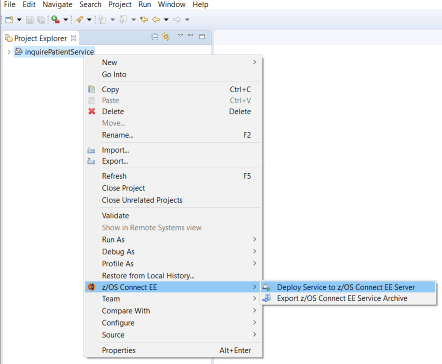 File Edit Navigate Search Project Run Window Help
Project Explorer
inquirePatientService
New
Go Into
Copy Ctrl+C
Paste Ctrl+V
Delete Delete
Move...
Rename... F2
Import...
Export...
Refresh F5
Close Project
Close Unrelated Projects
Validate
Show in Remote Systems view
Run As
Debug As
Profile As
Restore from Local History...
z/OS Connect EE
Deploy Service to z/OS Connect EE Server
Team
Export z/OS Connect EE Service Archive
Compare With
Configure
Source
Properties Alt+Enter